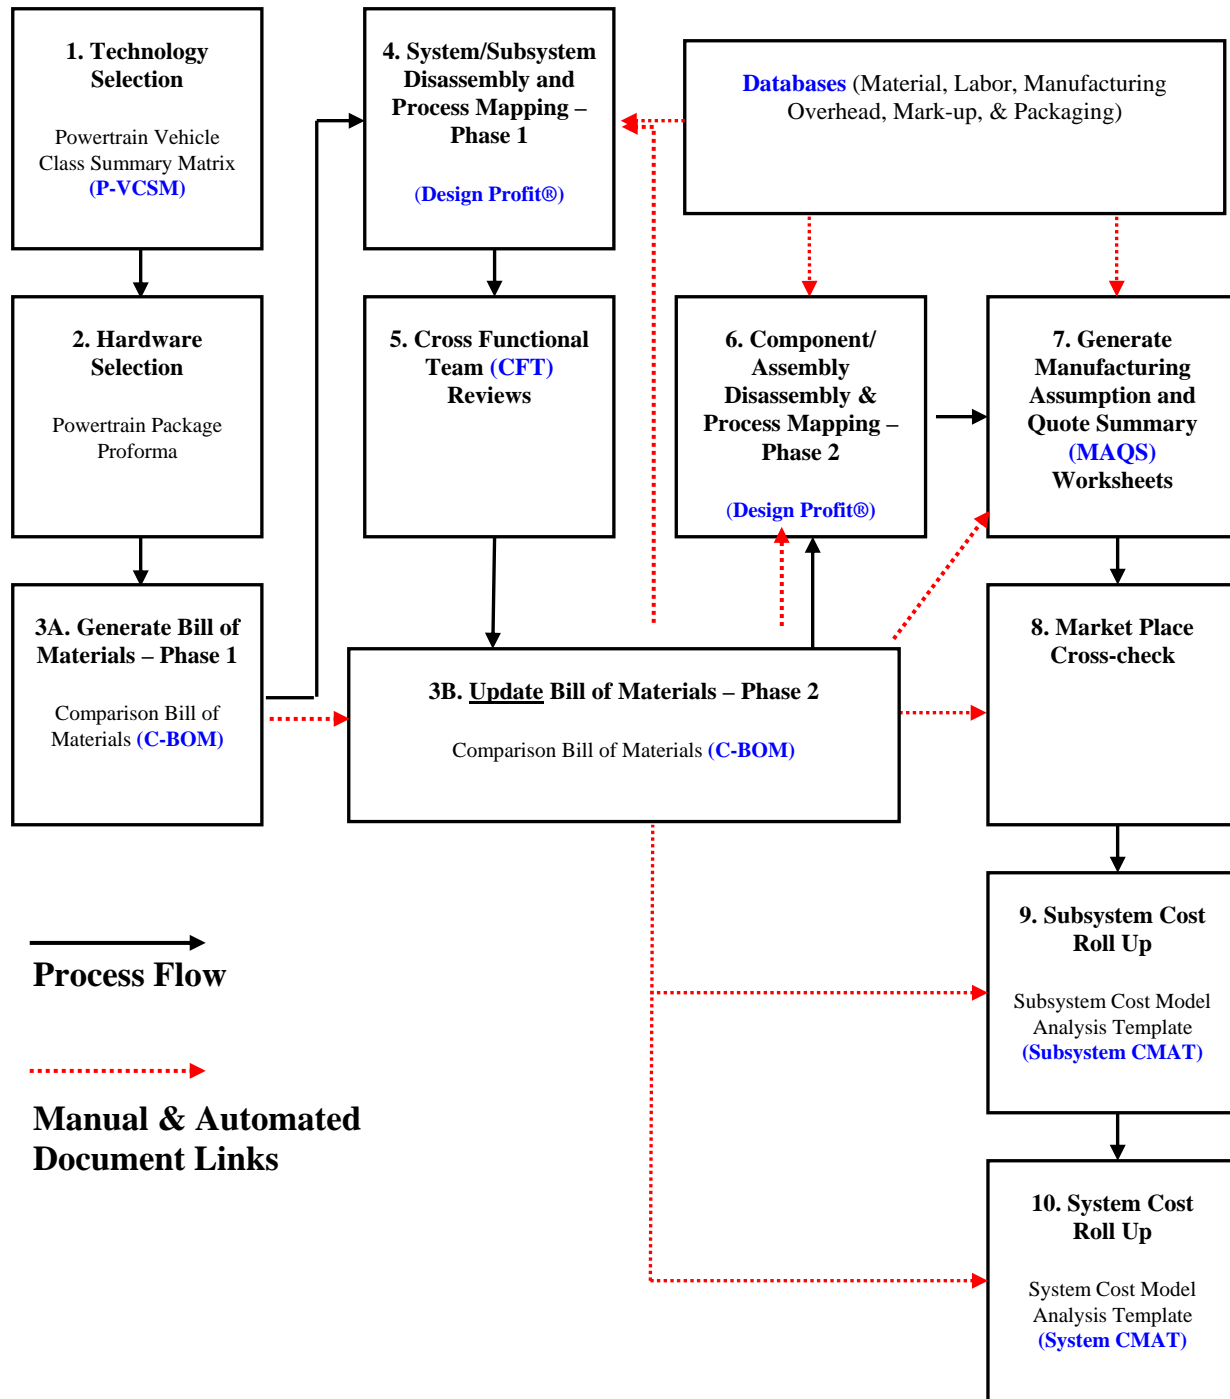 1. Technology
Selection
Powertrain Vehicle
Class Summary Matrix
(P-VCSM)
2. Hardware
Selection
Powertrain Package
Proforma
3A. Generate Bill of
Materials – Phase 1
Comparison Bill of
Materials (C-BOM)
4. System/Subsystem
Disassembly and
Process Mapping –
Phase 1
(Design Profit®)
5. Cross Functional
Team (CFT)
Reviews
3B. Update Bill of Materials – Phase 2
Comparison Bill of Materials (C-BOM)
Databases (Material, Labor, Manufacturing
Overhead, Mark-up, & Packaging)
6. Component/
Assembly
Disassembly &
Process Mapping –
Phase 2
(Design Profit®)
7. Generate
Manufacturing
Assumption and
Quote Summary
(MAQS)
Worksheets
8. Market Place
Cross-check
9. Subsystem Cost
Roll Up
Subsystem Cost Model
Analysis Template
(Subsystem CMAT)
10. System Cost
Roll Up
System Cost Model
Analysis Template
(System CMAT)
Process Flow
Manual & Automated
Document Links